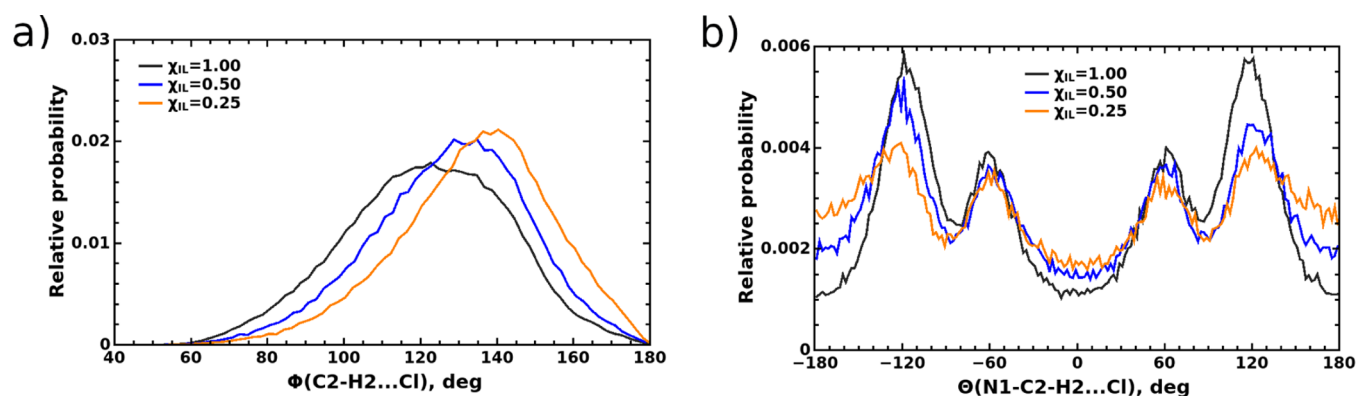 a)
0.03
0.02
0.01
0
Relative probability
χIL=1.00
χIL=0.50
χIL=0.25
40 60 80 100 120 140 160 180
Φ(C2-H2...Cl), deg
b)
0.006
0.004
0.002
0
Relative probability
χIL=1.00
χIL=0.50
χIL=0.25
−180 −120 −60 0 60 120 180
Θ(N1-C2-H2...Cl), deg